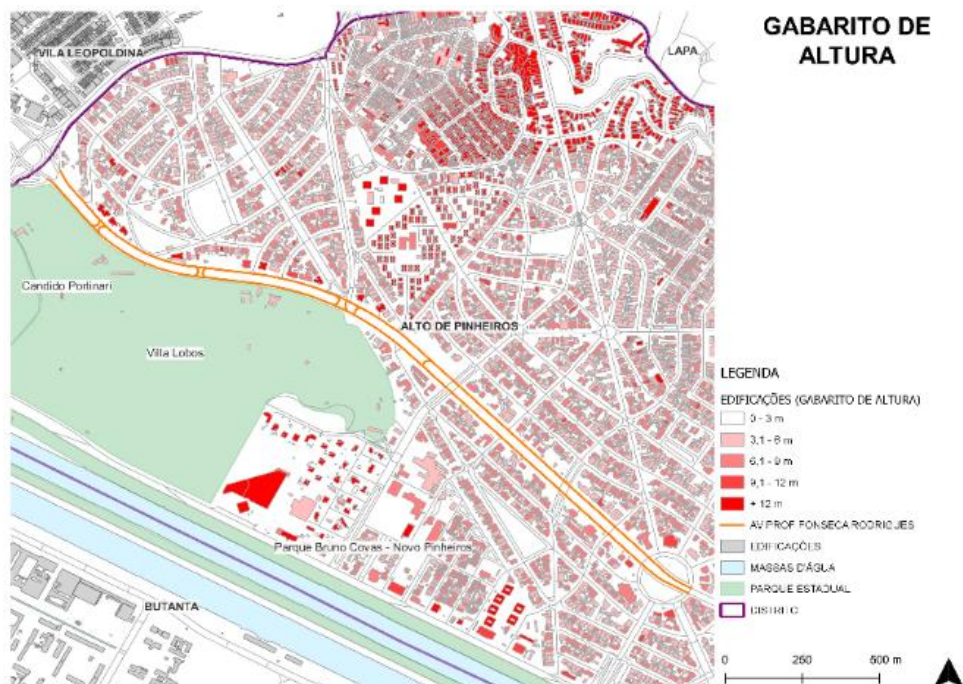 GABARITO DE
ALTURA
VILA LEOPOLDINA
LAPA
Candido Portinari
ALTO DE PINHEIROS
Villa Lobos
Parque Bruno Covas - Novo Pinheiros
BUTANTA
LEGENDA
EDIFICAÇÕES (GABARITO DE ALTURA)
0 - 3 m
3,1 - 6 m
6,1 - 9 m
9,1 - 12 m
+ 12 m
AV PROF FONSECA RODRIGUES
EDIFICAÇÕES
MASSAS D'ÁGUA
PARQUE ESTADUAL
DISTRITO
0 250 500 m